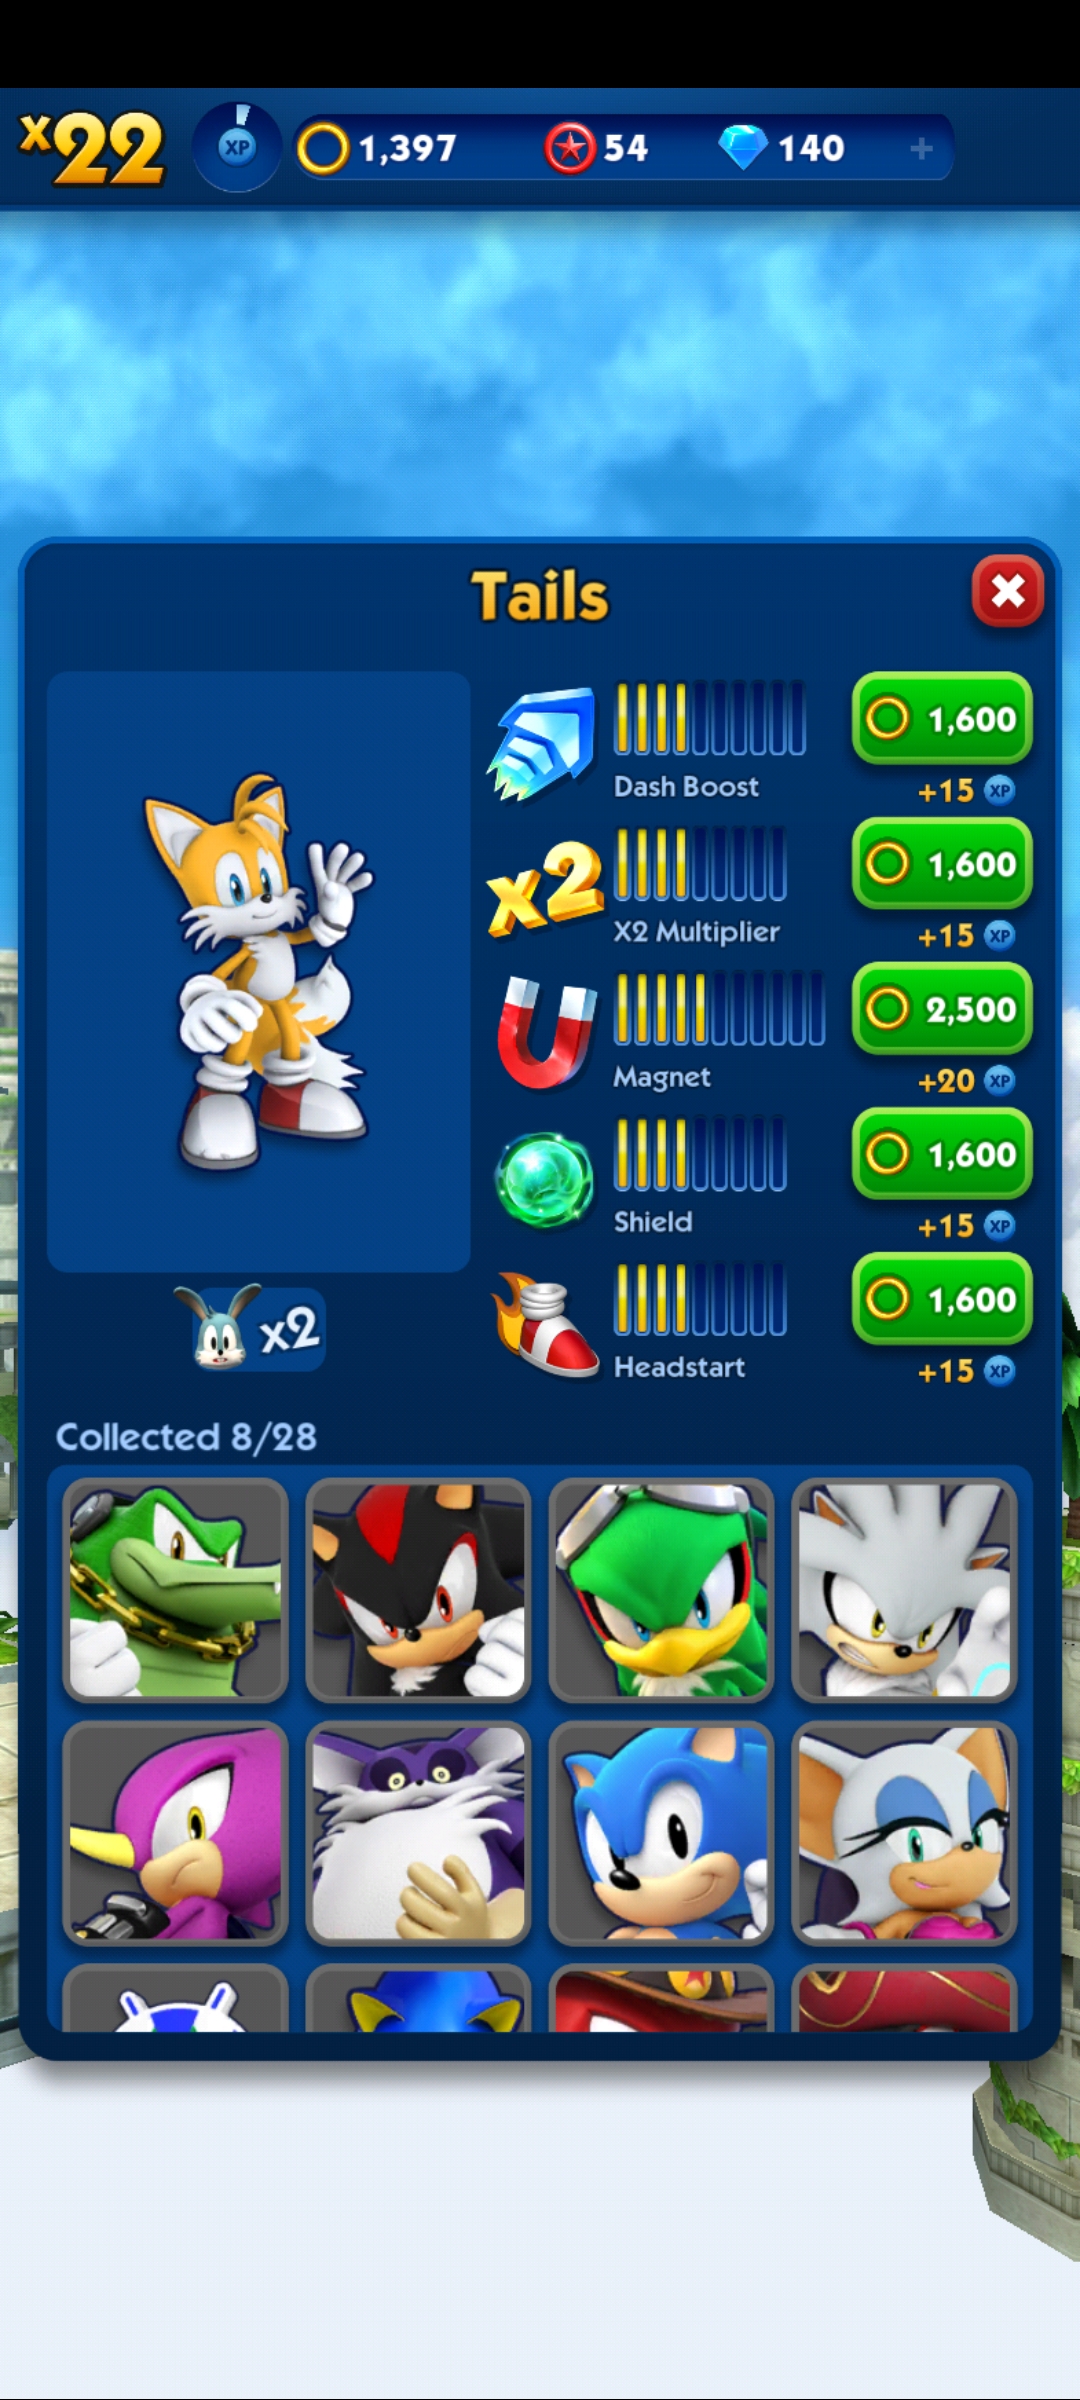 x22 XP 1,397 54 140 +
Tails
1,600
Dash Boost +15 XP
x2 1,600
X2 Multiplier +15 XP
2,500
Magnet +20 XP
1,600
Shield +15 XP
1,600
x2
Headstart +15 XP
Collected 8/28